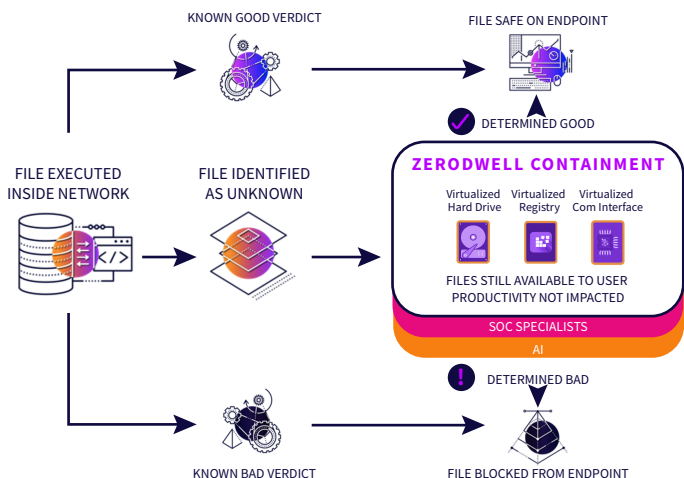 KNOWN GOOD VERDICT
FILE SAFE ON ENDPOINT
DETERMINED GOOD
FILE EXECUTED
INSIDE NETWORK
FILE IDENTIFIED
AS UNKNOWN
</>
ZERODWELL CONTAINMENT
Virtualized
Hard Drive
Virtualized
Registry
Virtualized
Com Interface
FILES STILL AVAILABLE TO USER
PRODUCTIVITY NOT IMPACTED
SOC SPECIALISTS
AI
! DETERMINED BAD
KNOWN BAD VERDICT
FILE BLOCKED FROM ENDPOINT